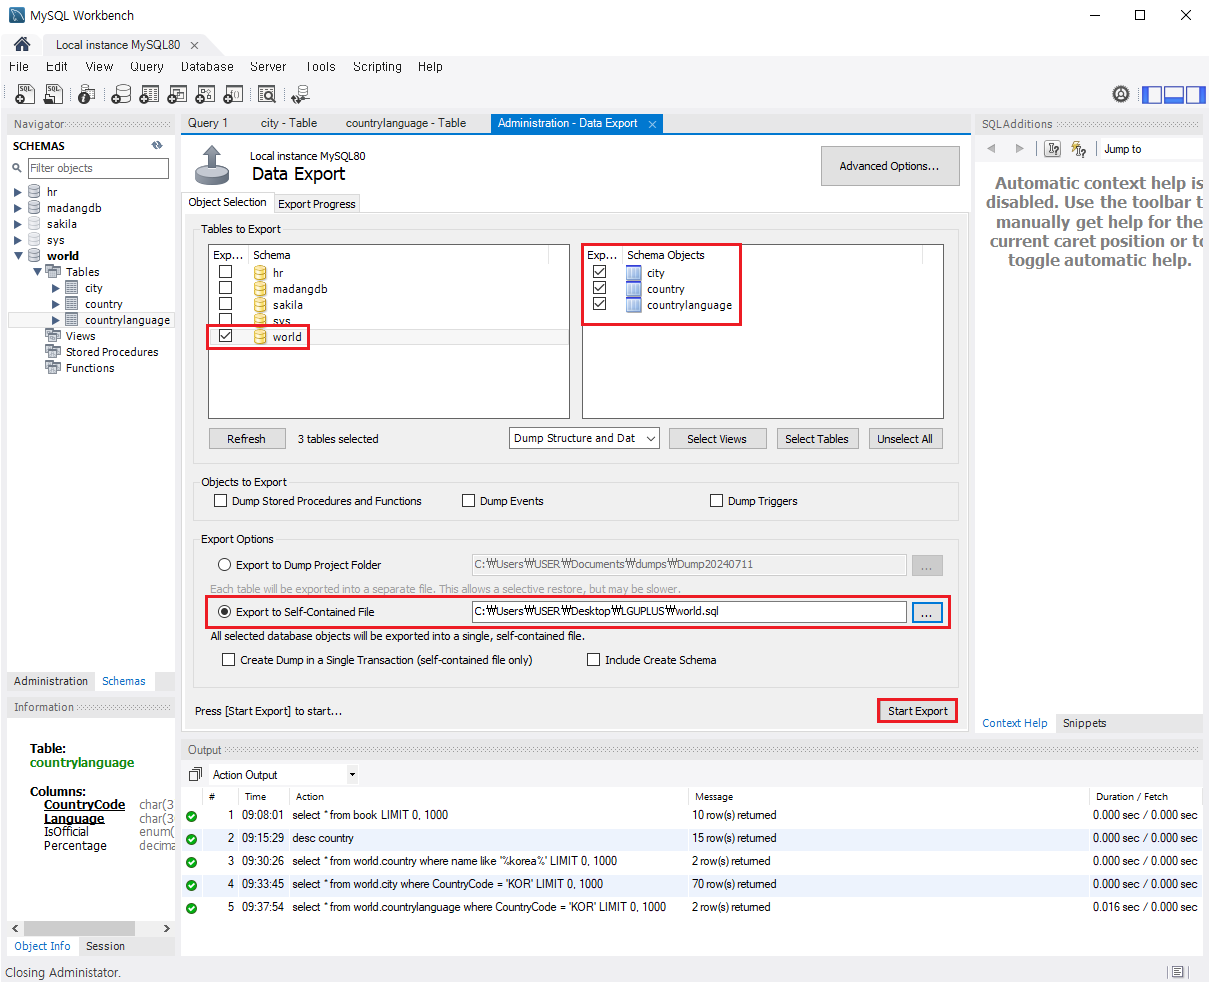 MySQL Workbench
Local instance MySQL80
File Edit View Query Database Server Tools Scripting Help
Navigator
SCHEMAS
Filter objects
hr
madangdb
sakila
sys
world
Tables
city
country
countrylanguage
Views
Stored Procedures
Functions
Administration Schemas
Information
Table:
countrylanguage
Columns:
CountryCode char(3
Language char(3
IsOfficial enum(
Percentage decima
Object Info Session
Query 1 city - Table countrylanguage - Table Administration - Data Export
Local instance MySQL80
Data Export
Advanced Options...
Object Selection Export Progress
Tables to Export
Exp... Schema
hr
madangdb
sakila
sys
world
Exp... Schema Objects
city
country
countrylanguage
Refresh 3 tables selected Dump Structure and Dat Select Views Select Tables Unselect All
Objects to Export
Dump Stored Procedures and Functions Dump Events Dump Triggers
Export Options
Export to Dump Project Folder C:₩Users₩USER₩Documents₩dumps₩Dump20240711 ...
Each table will be exported into a separate file. This allows a selective restore, but may be slower.
Export to Self-Contained File C:₩Users₩USER₩Desktop₩LGUPLUS₩world.sql ...
All selected database objects will be exported into a single, self-contained file.
Create Dump in a Single Transaction (self-contained file only) Include Create Schema
Press [Start Export] to start... Start Export
SQLAdditions
Jump to
Automatic context help is
disabled. Use the toolbar t
manually get help for the
current caret position or to
toggle automatic help.
Context Help Snippets
Output
Action Output
# Time Action Message Duration / Fetch
1 09:08:01 select * from book LIMIT 0, 1000 10 row(s) returned 0.000 sec / 0.000 sec
2 09:15:29 desc country 15 row(s) returned 0.000 sec / 0.000 sec
3 09:30:26 select * from world.country where name like '%korea%' LIMIT 0, 1000 2 row(s) returned 0.000 sec / 0.000 sec
4 09:33:45 select * from world.city where CountryCode = 'KOR' LIMIT 0, 1000 70 row(s) returned 0.000 sec / 0.000 sec
5 09:37:54 select * from world.countrylanguage where CountryCode = 'KOR' LIMIT 0, 1000 2 row(s) returned 0.016 sec / 0.000 sec
Closing Administator.